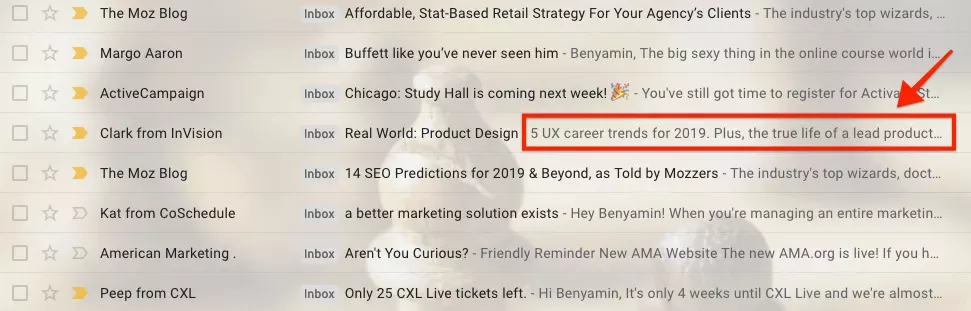 The Moz Blog Inbox Affordable, Stat-Based Retail Strategy For Your Agency’s Clients - The industry's top wizards, ...
Margo Aaron Inbox Buffett like you’ve never seen him - Benyamin, The big sexy thing in the online course world i...
ActiveCampaign Inbox Chicago: Study Hall is coming next week! 🎉 - You've still got time to register for Activa St...
Clark from InVision Inbox Real World: Product Design 5 UX career trends for 2019. Plus, the true life of a lead product...
The Moz Blog Inbox 14 SEO Predictions for 2019 & Beyond, as Told by Mozzers - The industry's top wizards, doct...
Kat from CoSchedule Inbox a better marketing solution exists - Hey Benyamin! When you're managing an entire marketin...
American Marketing . Inbox Aren't You Curious? - Friendly Reminder New AMA Website The new AMA.org is live! If you h...
Peep from CXL Inbox Only 25 CXL Live tickets left. - Hi Benyamin, It's only 4 weeks until CXL Live and we're almost...